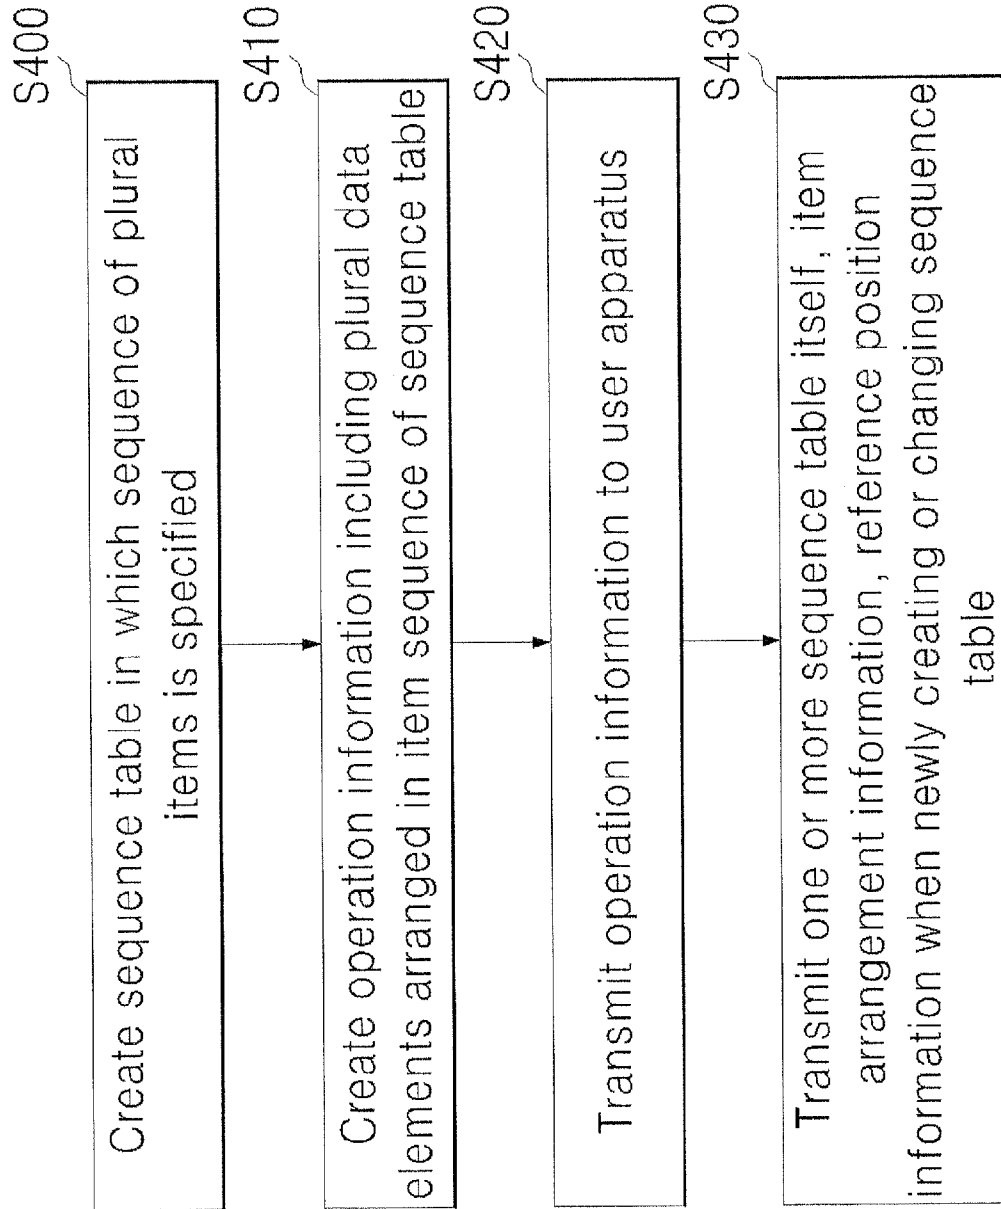 S400
Create sequence table in which sequence of plural
items is specified
S410
Create operation information including plural data
elements arranged in item sequence of sequence table
S420
Transmit operation information to user apparatus
S430
Transmit one or more sequence table itself, item
arrangement information, reference position
information when newly creating or changing sequence
table